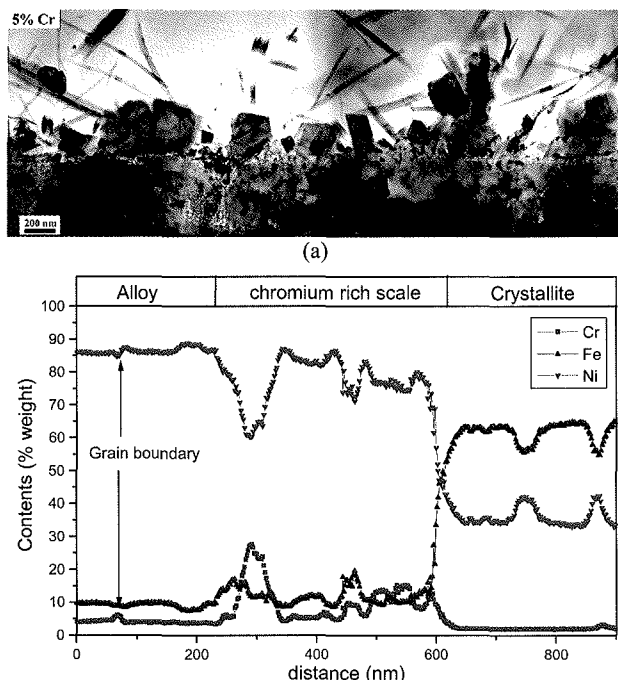 5% Cr
200 nm
(a)
Alloy chromium rich scale Crystallite
100
90
80
70
60
50
40
30
20
10
0
Contents (% weight)
Cr
Fe
Ni
Grain boundary
0 200 400 600 800
distance (nm)